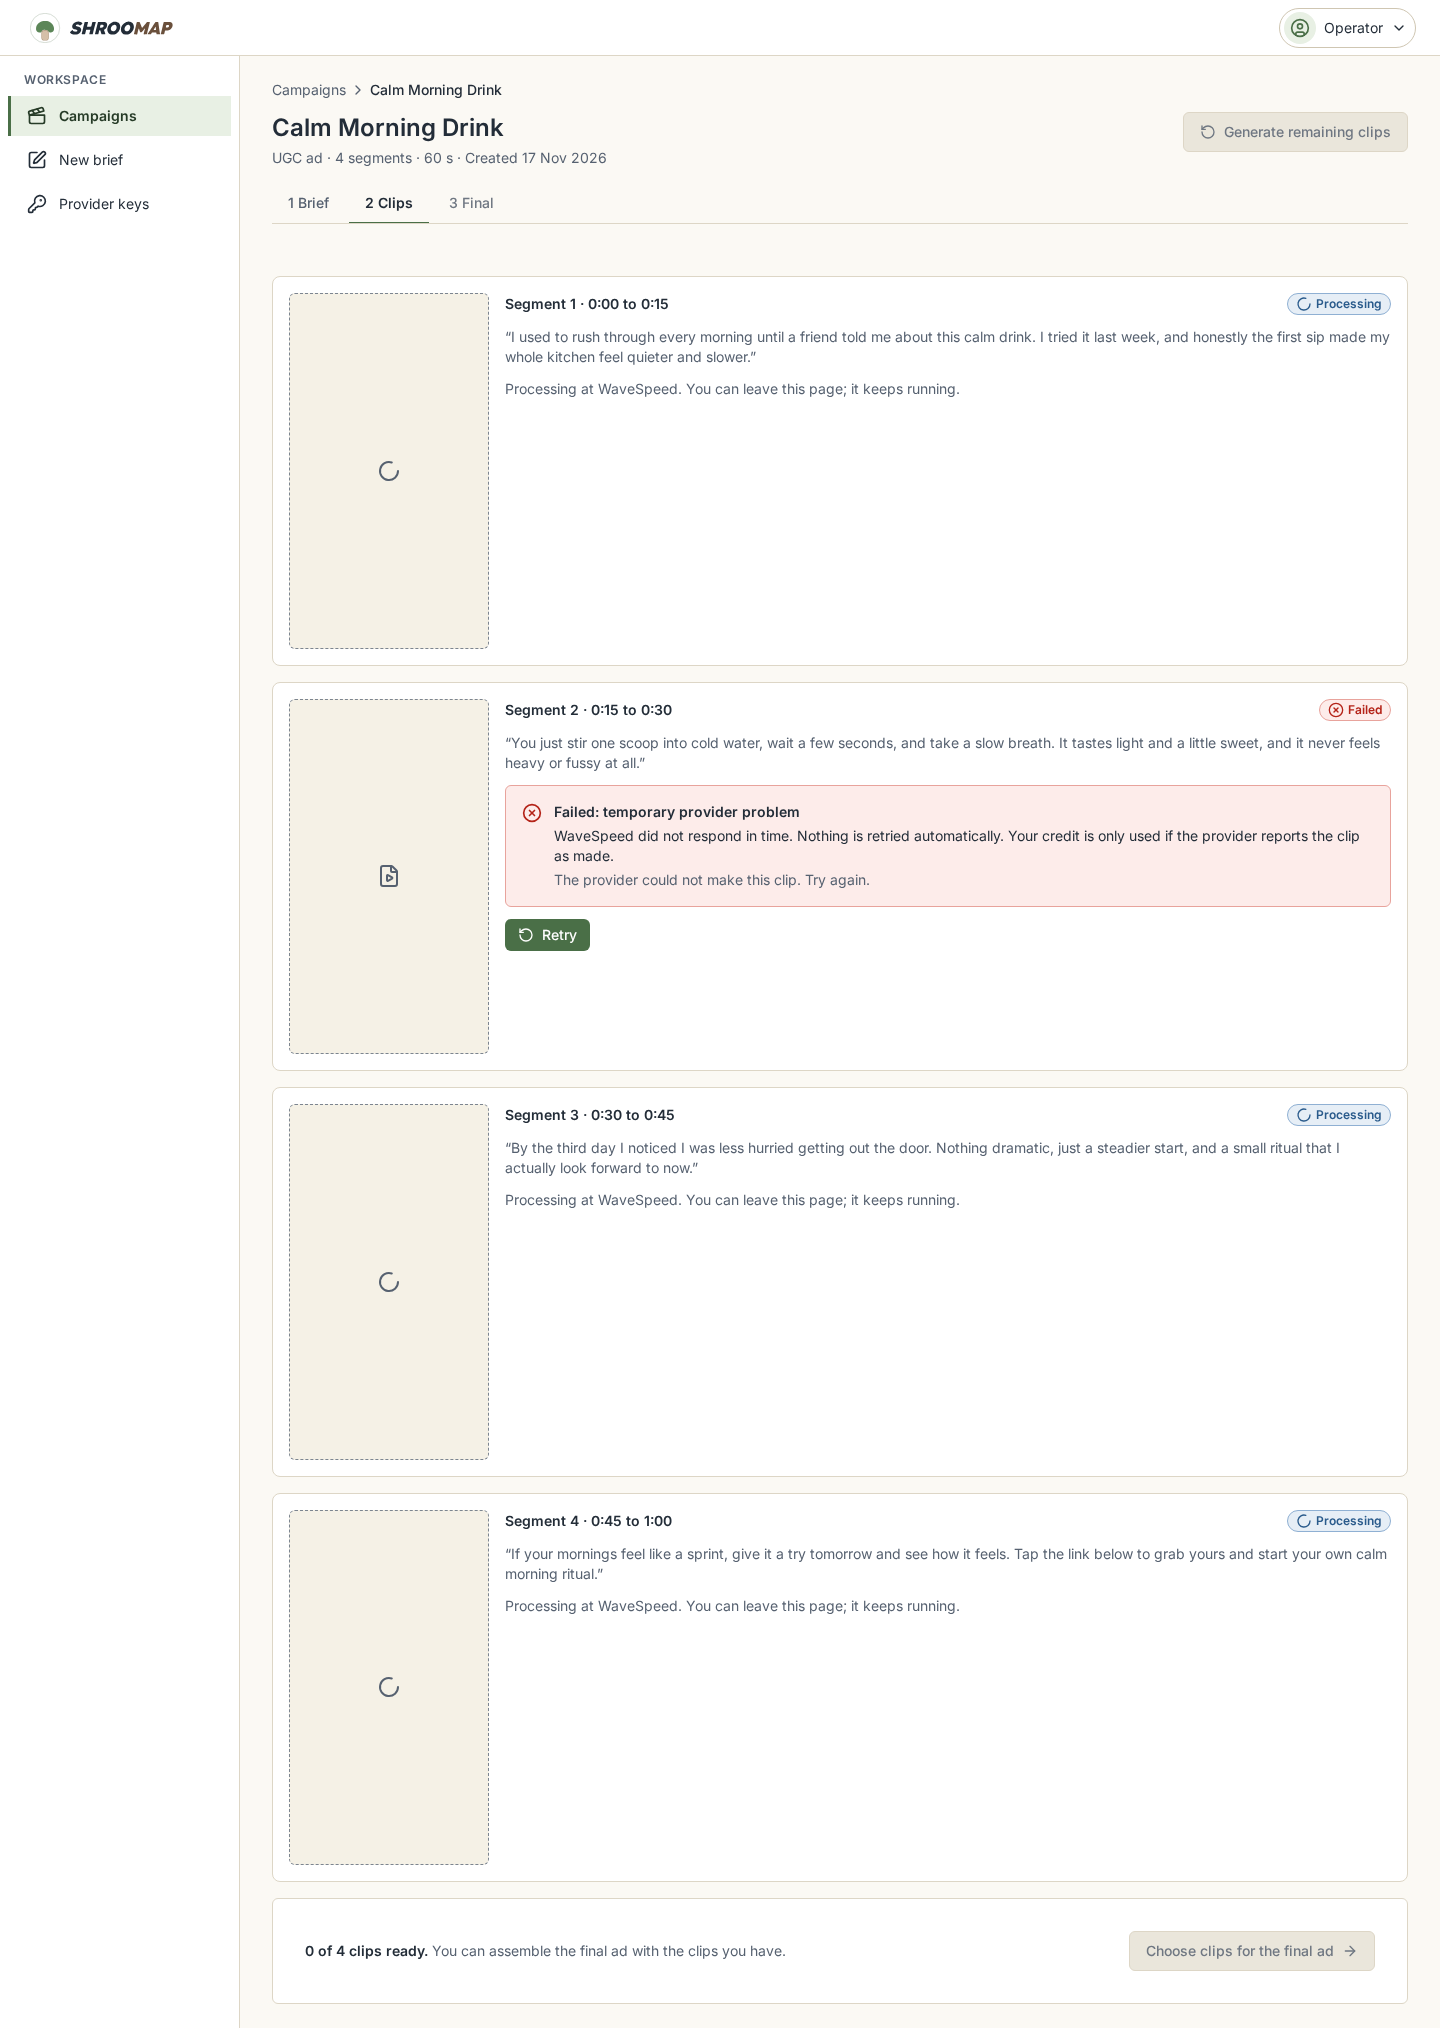 SHROOMAP
Operator
WORKSPACE
Campaigns
New brief
Provider keys
Campaigns > Calm Morning Drink
Calm Morning Drink
Generate remaining clips
UGC ad · 4 segments · 60 s · Created 17 Nov 2026
1 Brief
2 Clips
3 Final
Segment 1 · 0:00 to 0:15
Processing
“I used to rush through every morning until a friend told me about this calm drink. I tried it last week, and honestly the first sip made my
whole kitchen feel quieter and slower.”
Processing at WaveSpeed. You can leave this page; it keeps running.
Segment 2 · 0:15 to 0:30
Failed
“You just stir one scoop into cold water, wait a few seconds, and take a slow breath. It tastes light and a little sweet, and it never feels
heavy or fussy at all.”
Failed: temporary provider problem
WaveSpeed did not respond in time. Nothing is retried automatically. Your credit is only used if the provider reports the clip
as made.
The provider could not make this clip. Try again.
Retry
Segment 3 · 0:30 to 0:45
Processing
“By the third day I noticed I was less hurried getting out the door. Nothing dramatic, just a steadier start, and a small ritual that I
actually look forward to now.”
Processing at WaveSpeed. You can leave this page; it keeps running.
Segment 4 · 0:45 to 1:00
Processing
“If your mornings feel like a sprint, give it a try tomorrow and see how it feels. Tap the link below to grab yours and start your own calm
morning ritual.”
Processing at WaveSpeed. You can leave this page; it keeps running.
0 of 4 clips ready. You can assemble the final ad with the clips you have.
Choose clips for the final ad